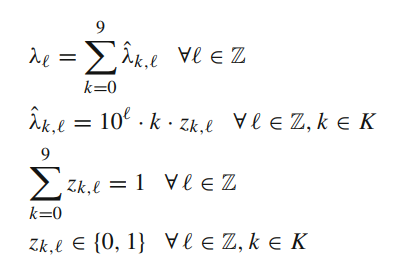 λ_ℓ = ∑_{k=0}^{9} λ̂_{k,ℓ} ∀ℓ ∈ ℤ
λ̂_{k,ℓ} = 10^ℓ · k · z_{k,ℓ} ∀ ℓ ∈ ℤ, k ∈ K
∑_{k=0}^{9} z_{k,ℓ} = 1 ∀ ℓ ∈ ℤ
z_{k,ℓ} ∈ {0, 1} ∀ ℓ ∈ ℤ, k ∈ K